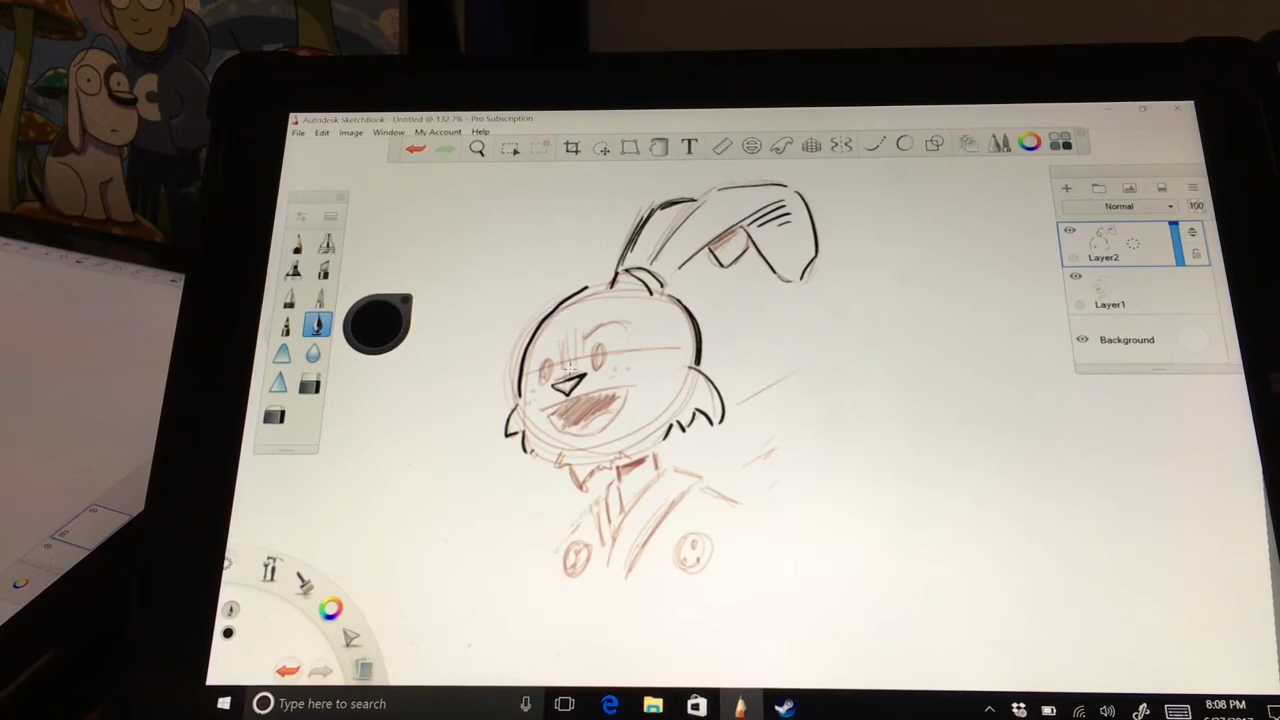 Autodesk SketchBook - Untitled @ 132.7% - Pro Subscription
File Edit Image Window My Account Help
T
Normal 100
Layer2
Layer1
Background
Type here to search
8:08 PM